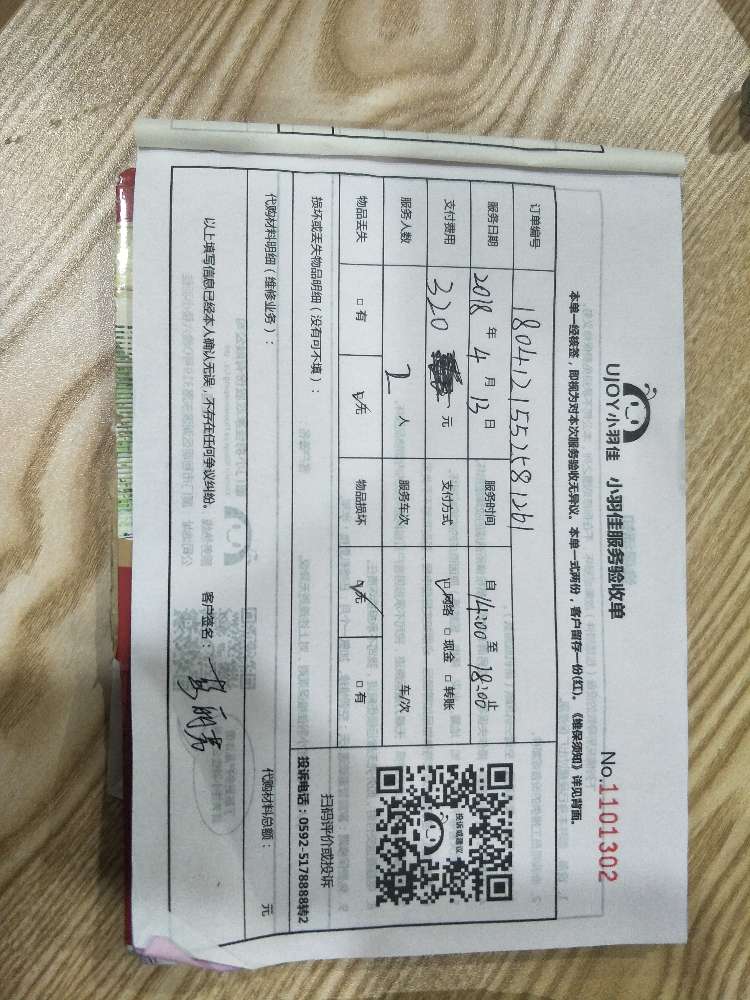 UJOY小羽佳 小羽佳服务验收单
No.1101302
本单一经核签，即视为对本次服务验收无异议。本单一式两份，客户留存一份(红)。《维保须知》详见背面。
订单编号 18041215525812b1
服务日期 2018 年 4 月 13 日 服务时间 自 14:00 至 18:00 止
支付费用 320 元 支付方式 ☑网络 □现金 □转账
服务人数 2 人 服务车次 车/次
物品丢失 □有 ☑无 物品损坏 ☑无 □有
投诉或建议
扫码评价或投诉
投诉电话：0592-5178888转2
损坏或丢失物品明细（没有可不填）：
代购材料明细（维修业务）： 代购材料总额： 元
以上填写信息已经本人确认无误，不存在任何争议纠纷。 客户签名：